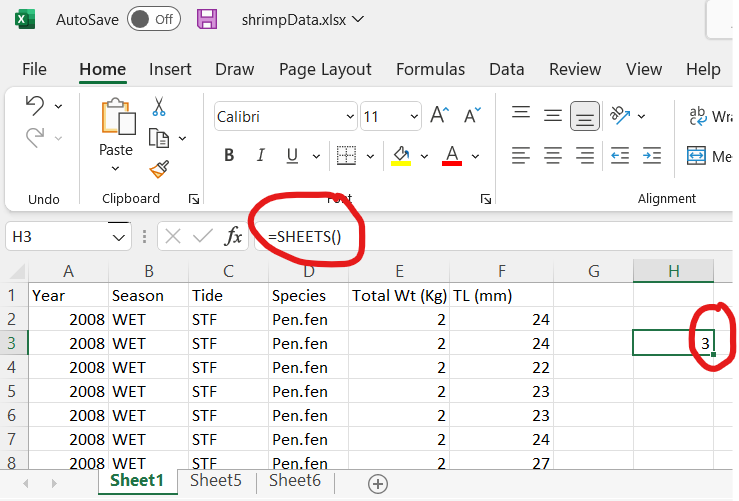 AutoSave Off shrimpData.xlsx
File Home Insert Draw Page Layout Formulas Data Review View Help
Calibri 11 A A ab
Paste B I U A
Undo Clipboard Alignment
H3 fx =SHEETS()
A B C D E F G H
1 Year Season Tide Species Total Wt (Kg) TL (mm)
2 2008 WET STF Pen.fen 2 24
3 2008 WET STF Pen.fen 2 24 3
4 2008 WET STF Pen.fen 2 22
5 2008 WET STF Pen.fen 2 23
6 2008 WET STF Pen.fen 2 23
7 2008 WET STF Pen.fen 2 24
8 2008 WET STF Pen.fen 2 27
Sheet1 Sheet5 Sheet6